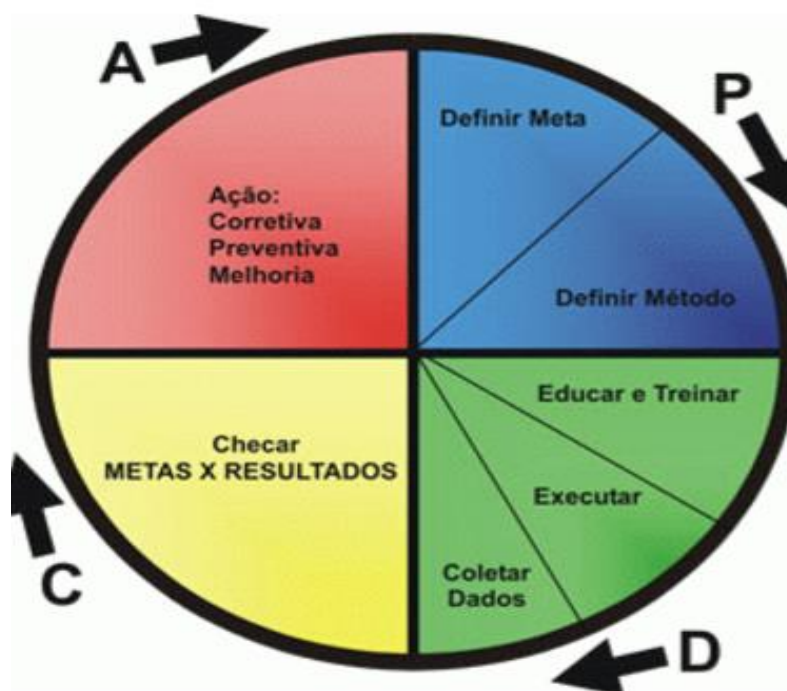 A
P
Definir Meta
Ação:
Corretiva
Preventiva
Melhoria
Definir Método
Educar e Treinar
Checar
METAS X RESULTADOS
Executar
Coletar
Dados
C
D